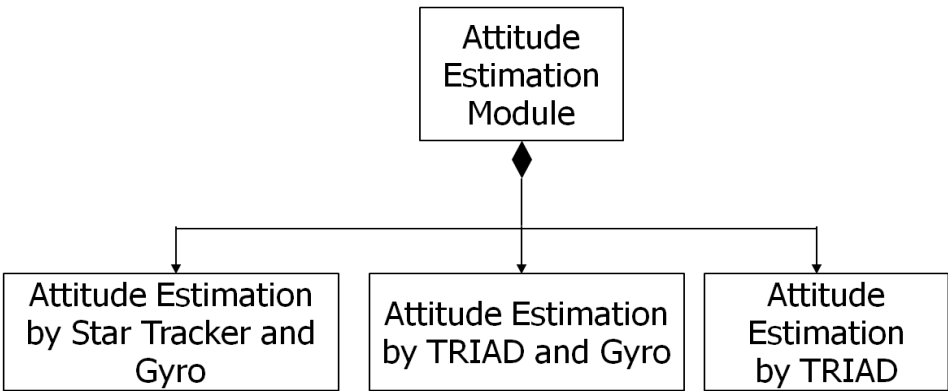 Attitude
Estimation
Module
Attitude Estimation
by Star Tracker and
Gyro
Attitude Estimation
by TRIAD and Gyro
Attitude
Estimation
by TRIAD